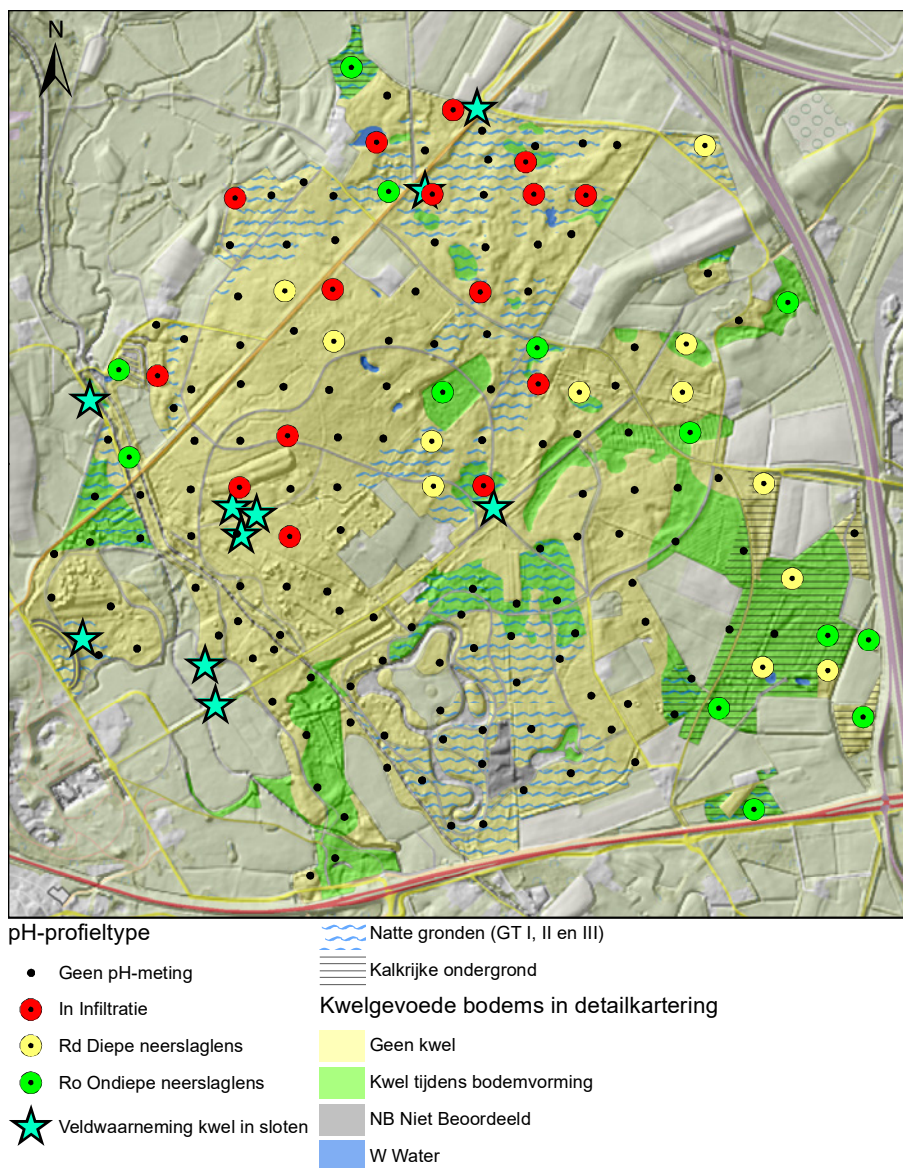 N
pH-profieltype
Geen pH-meting
In Infiltratie
Rd Diepe neerslaglens
Ro Ondiepe neerslaglens
Veldwaarneming kwel in sloten
Natte gronden (GT I, II en III)
Kalkrijke ondergrond
Kwelgevoede bodems in detailkartering
Geen kwel
Kwel tijdens bodemvorming
NB Niet Beoordeeld
W Water